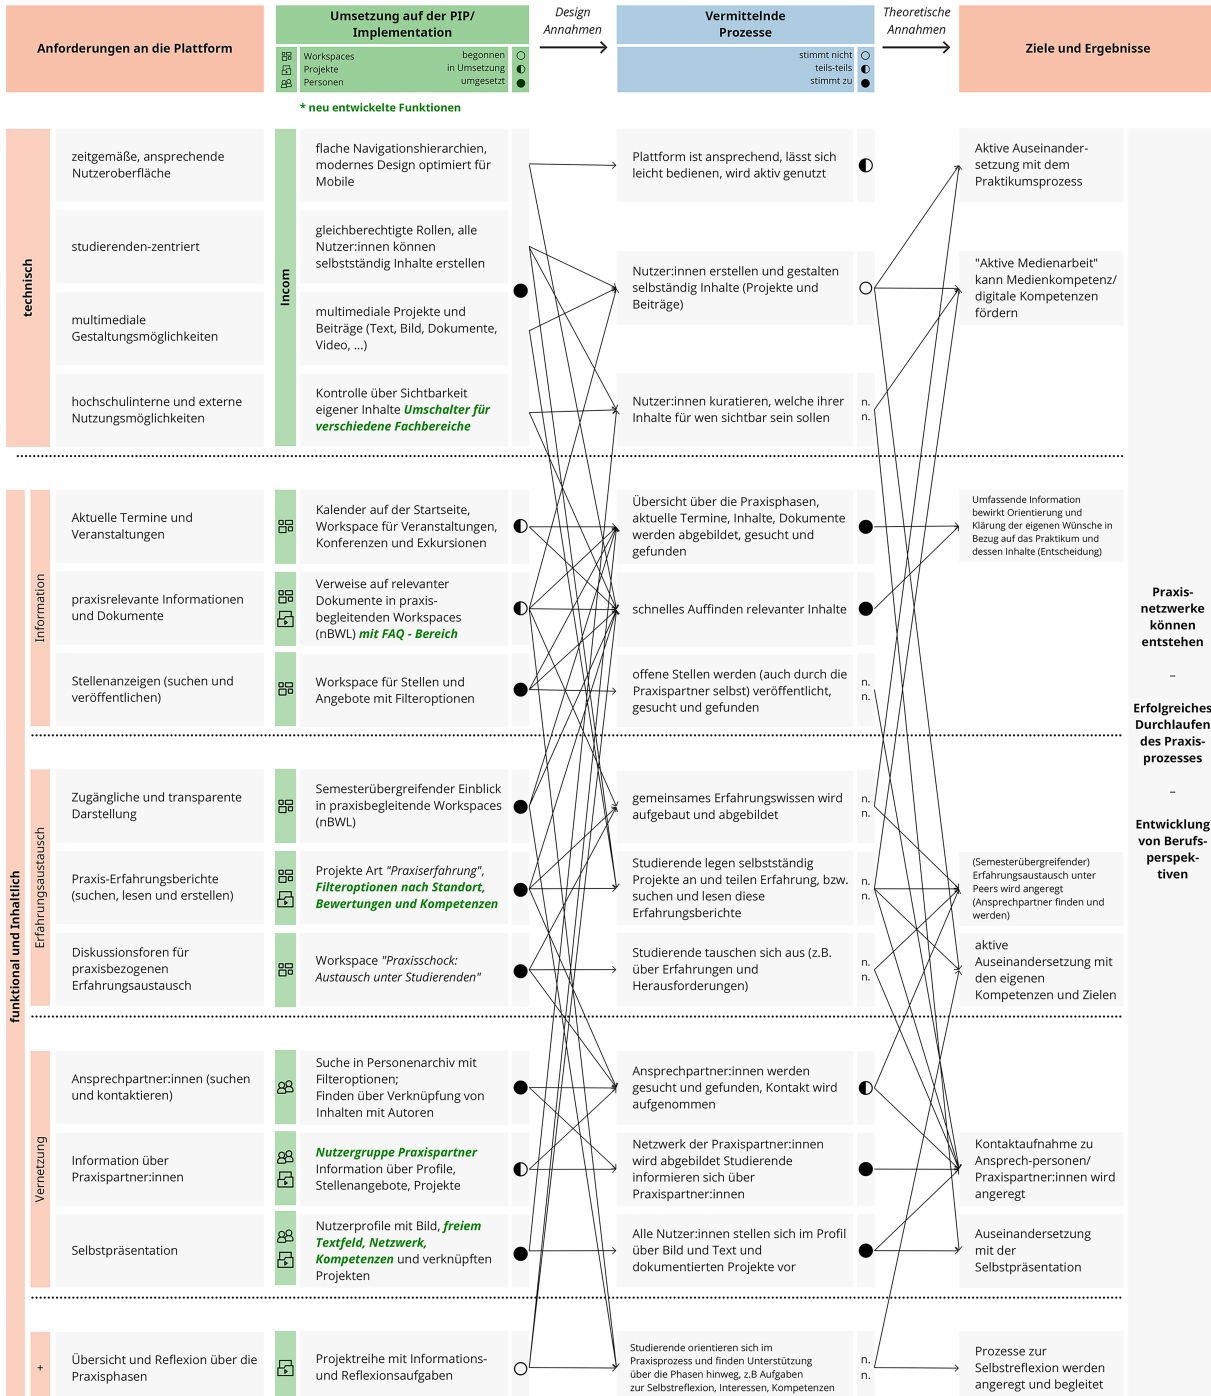 Anforderungen an die Plattform
Umsetzung auf der PIP/
Implementation
Workspaces
Projekte
Personen
begonnen
in Umsetzung
umgesetzt
Design
Annahmen
Vermittelnde
Prozesse
stimmt nicht
teils-teils
stimmt zu
Theoretische
Annahmen
Ziele und Ergebnisse
* neu entwickelte Funktionen
technisch
Incom
zeitgemäße, ansprechende
Nutzeroberfläche
flache Navigationshierarchien,
modernes Design optimiert für
Mobile
Plattform ist ansprechend, lässt sich
leicht bedienen, wird aktiv genutzt
Aktive Auseinander-
setzung mit dem
Praktikumsprozess
studierenden-zentriert
gleichberechtigte Rollen, alle
Nutzer:innen können
selbstständig Inhalte erstellen
Nutzer:innen erstellen und gestalten
selbständig Inhalte (Projekte und
Beiträge)
"Aktive Medienarbeit"
kann Medienkompetenz/
digitale Kompetenzen
fördern
multimediale
Gestaltungsmöglichkeiten
multimediale Projekte und
Beiträge (Text, Bild, Dokumente,
Video, ...)
hochschulinterne und externe
Nutzungsmöglichkeiten
Kontrolle über Sichtbarkeit
eigener Inhalte Umschalter für
verschiedene Fachbereiche
Nutzer:innen kuratieren, welche ihrer
Inhalte für wen sichtbar sein sollen
n.
n.
funktional und Inhaltlich
Information
Aktuelle Termine und
Veranstaltungen
Kalender auf der Startseite,
Workspace für Veranstaltungen,
Konferenzen und Exkursionen
Übersicht über die Praxisphasen,
aktuelle Termine, Inhalte, Dokumente
werden abgebildet, gesucht und
gefunden
Umfassende Information
bewirkt Orientierung und
Klärung der eigenen Wünsche in
Bezug auf das Praktikum und
dessen Inhalte (Entscheidung)
praxisrelevante Informationen
und Dokumente
Verweise auf relevanter
Dokumente in praxis-
begleitenden Workspaces
(nBWL) mit FAQ - Bereich
schnelles Auffinden relevanter Inhalte
Stellenanzeigen (suchen und
veröffentlichen)
Workspace für Stellen und
Angebote mit Filteroptionen
offene Stellen werden (auch durch die
Praxispartner selbst) veröffentlicht,
gesucht und gefunden
n.
n.
Praxis-
netzwerke
können
entstehen
–
Erfolgreiches
Durchlaufen
des Praxis-
prozesses
–
Entwicklung
von Berufs-
perspek-
tiven
Erfahrungsaustausch
Zugängliche und transparente
Darstellung
Semesterübergreifender Einblick
in praxisbegleitende Workspaces
(nBWL)
gemeinsames Erfahrungswissen wird
aufgebaut und abgebildet
n.
n.
Praxis-Erfahrungsberichte
(suchen, lesen und erstellen)
Projekte Art "Praxiserfahrung",
Filteroptionen nach Standort,
Bewertungen und Kompetenzen
Studierende legen selbstständig
Projekte an und teilen Erfahrung, bzw.
suchen und lesen diese
Erfahrungsberichte
n.
n.
(Semesterübergreifender)
Erfahrungsaustausch unter
Peers wird angeregt
(Ansprechpartner finden und
werden)
Diskussionsforen für
praxisbezogenen
Erfahrungsaustausch
Workspace "Praxisschock:
Austausch unter Studierenden"
Studierende tauschen sich aus (z.B.
über Erfahrungen und
Herausforderungen)
n.
n.
aktive
Auseinandersetzung mit
den eigenen
Kompetenzen und Zielen
Vernetzung
Ansprechpartner:innen (suchen
und kontaktieren)
Suche in Personenarchiv mit
Filteroptionen;
Finden über Verknüpfung von
Inhalten mit Autoren
Ansprechpartner:innen werden
gesucht und gefunden, Kontakt wird
aufgenommen
Information über
Praxispartner:innen
Nutzergruppe Praxispartner
Information über Profile,
Stellenangebote, Projekte
Netzwerk der Praxispartner:innen
wird abgebildet Studierende
informieren sich über
Praxispartner:innen
Kontaktaufnahme zu
Ansprech-personen/
Praxispartner:innen wird
angeregt
Selbstpräsentation
Nutzerprofile mit Bild, freiem
Textfeld, Netzwerk,
Kompetenzen und verknüpften
Projekten
Alle Nutzer:innen stellen sich im Profil
über Bild und Text und
dokumentierten Projekte vor
Auseinandersetzung
mit der
Selbstpräsentation
+
Übersicht und Reflexion über die
Praxisphasen
Projektreihe mit Informations-
und Reflexionsaufgaben
Studierende orientieren sich im
Praxisprozess und finden Unterstützung
über die Phasen hinweg, z.B Aufgaben
zur Selbstreflexion, Interessen, Kompetenzen
n.
n.
Prozesse zur
Selbstreflexion werden
angeregt und begleitet